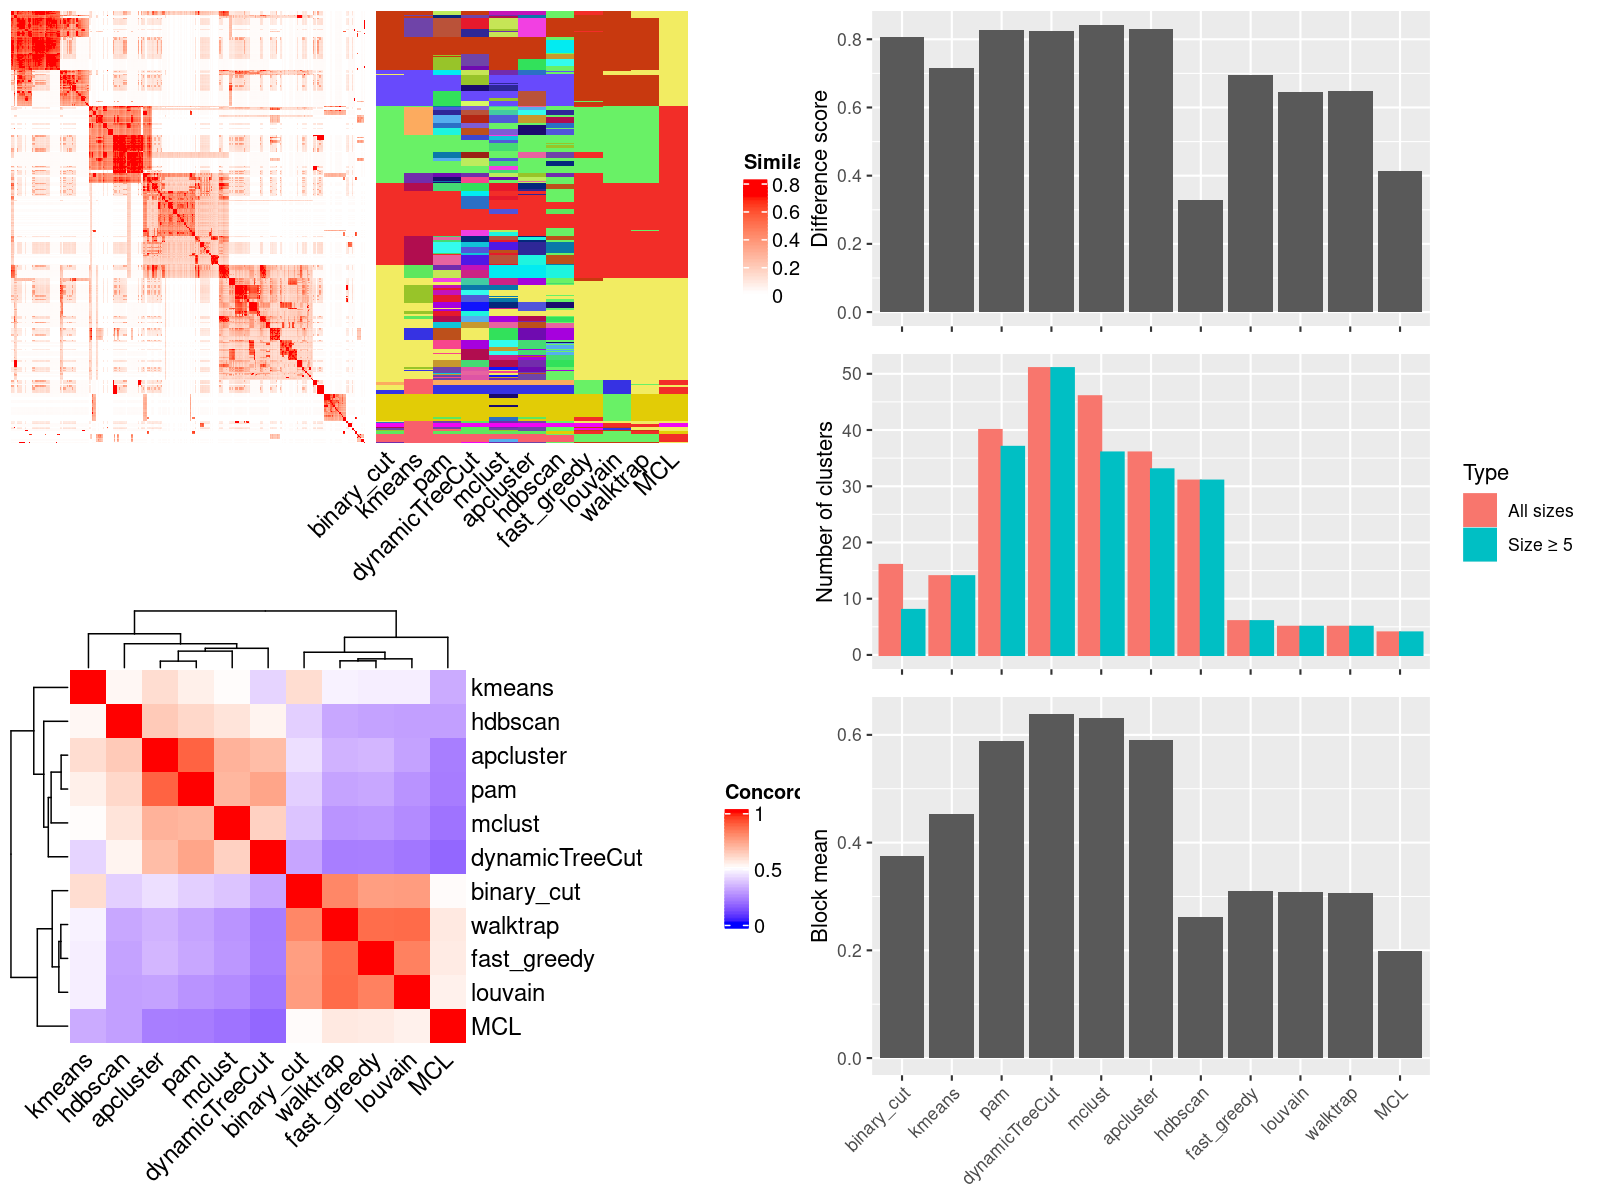 Simila
0.8
0.6
0.4
0.2
0
binary_cut
kmeans
pam
dynamicTreeCut
mclust
apcluster
hdbscan
fast_greedy
louvain
walktrap
MCL
kmeans
hdbscan
apcluster
pam
mclust
dynamicTreeCut
binary_cut
walktrap
fast_greedy
louvain
MCL
kmeans
hdbscan
apcluster
pam
mclust
dynamicTreeCut
binary_cut
walktrap
fast_greedy
louvain
MCL
Concord
1
0.5
0
Difference score
0.8
0.6
0.4
0.2
0.0
Number of clusters
50
40
30
20
10
0
Type
All sizes
Size ≥ 5
Block mean
0.6
0.4
0.2
0.0
binary_cut
kmeans
pam
dynamicTreeCut
mclust
apcluster
hdbscan
fast_greedy
louvain
walktrap
MCL